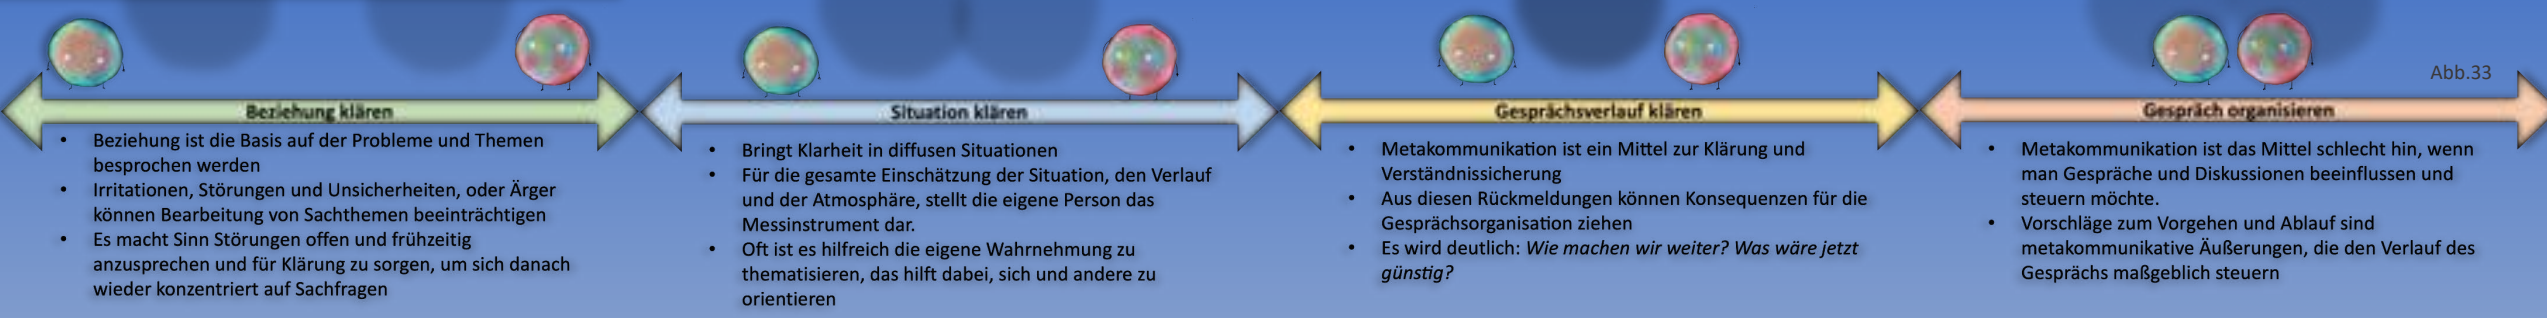 Abb.33
Beziehung klären
• Beziehung ist die Basis auf der Probleme und Themen
besprochen werden
• Irritationen, Störungen und Unsicherheiten, oder Ärger
können Bearbeitung von Sachthemen beeinträchtigen
• Es macht Sinn Störungen offen und frühzeitig
anzusprechen und für Klärung zu sorgen, um sich danach
wieder konzentriert auf Sachfragen
Situation klären
• Bringt Klarheit in diffusen Situationen
• Für die gesamte Einschätzung der Situation, den Verlauf
und der Atmosphäre, stellt die eigene Person das
Messinstrument dar.
• Oft ist es hilfreich die eigene Wahrnehmung zu
thematisieren, das hilft dabei, sich und andere zu
orientieren
Gesprächsverlauf klären
• Metakommunikation ist ein Mittel zur Klärung und
Verständnissicherung
• Aus diesen Rückmeldungen können Konsequenzen für die
Gesprächsorganisation ziehen
• Es wird deutlich: Wie machen wir weiter? Was wäre jetzt
günstig?
Gespräch organisieren
• Metakommunikation ist das Mittel schlecht hin, wenn
man Gespräche und Diskussionen beeinflussen und
steuern möchte.
• Vorschläge zum Vorgehen und Ablauf sind
metakommunikative Äußerungen, die den Verlauf des
Gesprächs maßgeblich steuern